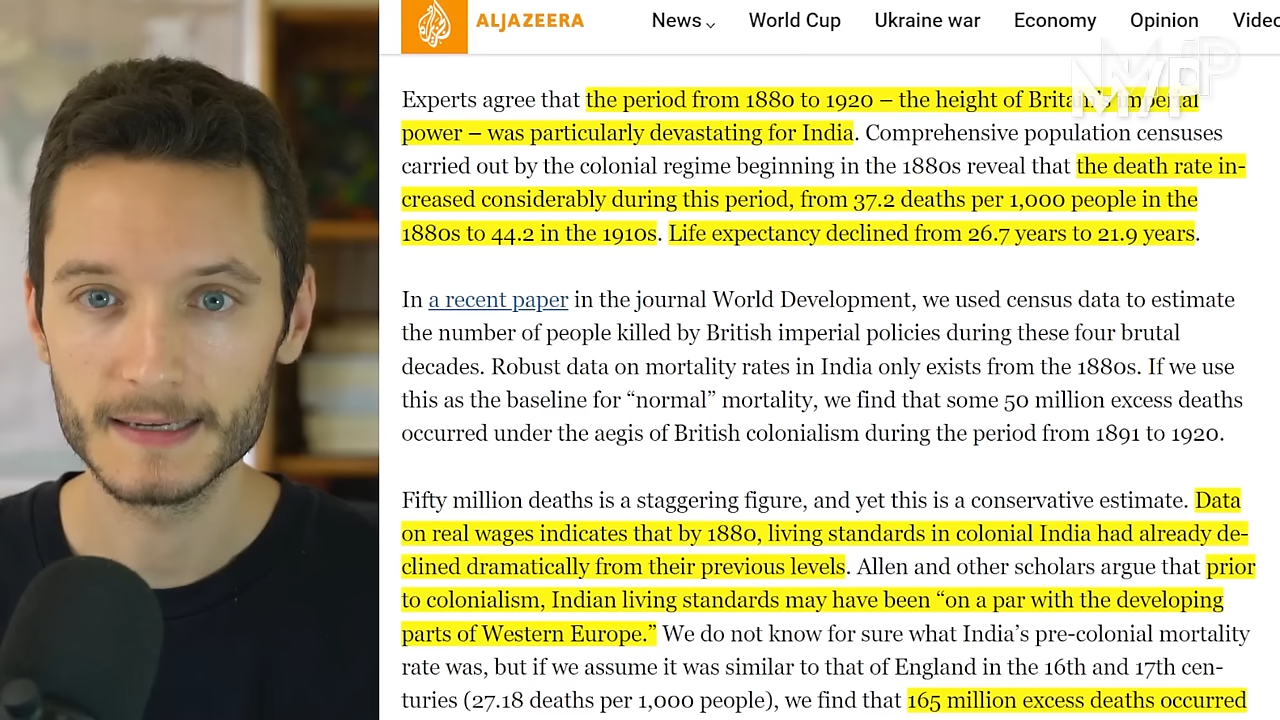 ALJAZEERA News World Cup Ukraine war Economy Opinion Video
MVP
Experts agree that the period from 1880 to 1920 – the height of Britain's imperial
power – was particularly devastating for India. Comprehensive population censuses
carried out by the colonial regime beginning in the 1880s reveal that the death rate in-
creased considerably during this period, from 37.2 deaths per 1,000 people in the
1880s to 44.2 in the 1910s. Life expectancy declined from 26.7 years to 21.9 years.
In a recent paper in the journal World Development, we used census data to estimate
the number of people killed by British imperial policies during these four brutal
decades. Robust data on mortality rates in India only exists from the 1880s. If we use
this as the baseline for “normal” mortality, we find that some 50 million excess deaths
occurred under the aegis of British colonialism during the period from 1891 to 1920.
Fifty million deaths is a staggering figure, and yet this is a conservative estimate. Data
on real wages indicates that by 1880, living standards in colonial India had already de-
clined dramatically from their previous levels. Allen and other scholars argue that prior
to colonialism, Indian living standards may have been “on a par with the developing
parts of Western Europe.” We do not know for sure what India’s pre-colonial mortality
rate was, but if we assume it was similar to that of England in the 16th and 17th cen-
turies (27.18 deaths per 1,000 people), we find that 165 million excess deaths occurred